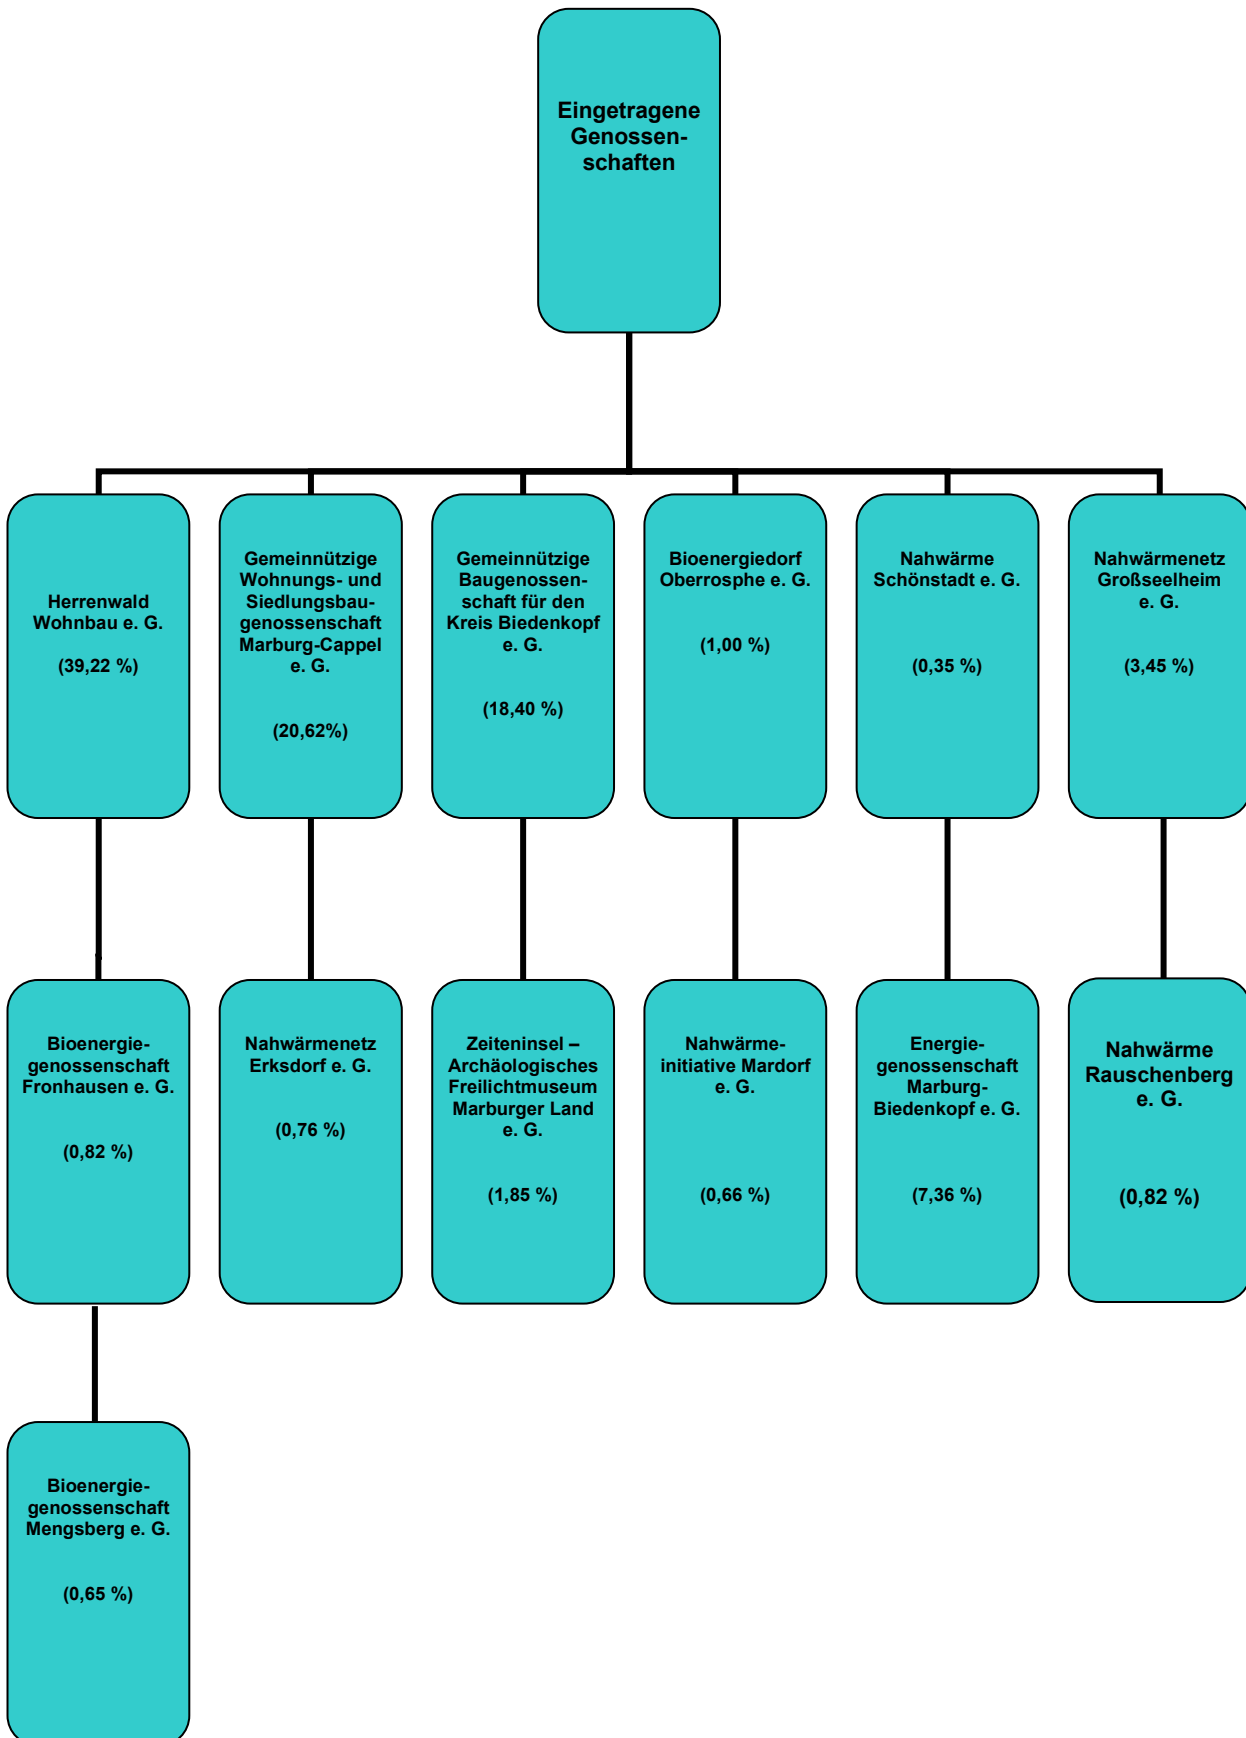 Eingetragene
Genossen-
schaften
Herrenwald
Wohnbau e. G.
(39,22 %)
Gemeinnützige
Wohnungs- und
Siedlungsbau-
genossenschaft
Marburg-Cappel
e. G.
(20,62%)
Gemeinnützige
Baugenossen-
schaft für den
Kreis Biedenkopf
e. G.
(18,40 %)
Bioenergiedorf
Oberrosphe e. G.
(1,00 %)
Nahwärme
Schönstadt e. G.
(0,35 %)
Nahwärmenetz
Großseelheim
e. G.
(3,45 %)
Bioenergie-
genossenschaft
Fronhausen e. G.
(0,82 %)
Nahwärmenetz
Erksdorf e. G.
(0,76 %)
Zeiteninsel –
Archäologisches
Freilichtmuseum
Marburger Land
e. G.
(1,85 %)
Nahwärme-
initiative Mardorf
e. G.
(0,66 %)
Energie-
genossenschaft
Marburg-
Biedenkopf e. G.
(7,36 %)
Nahwärme
Rauschenberg
e. G.
(0,82 %)
Bioenergie-
genossenschaft
Mengsberg e. G.
(0,65 %)